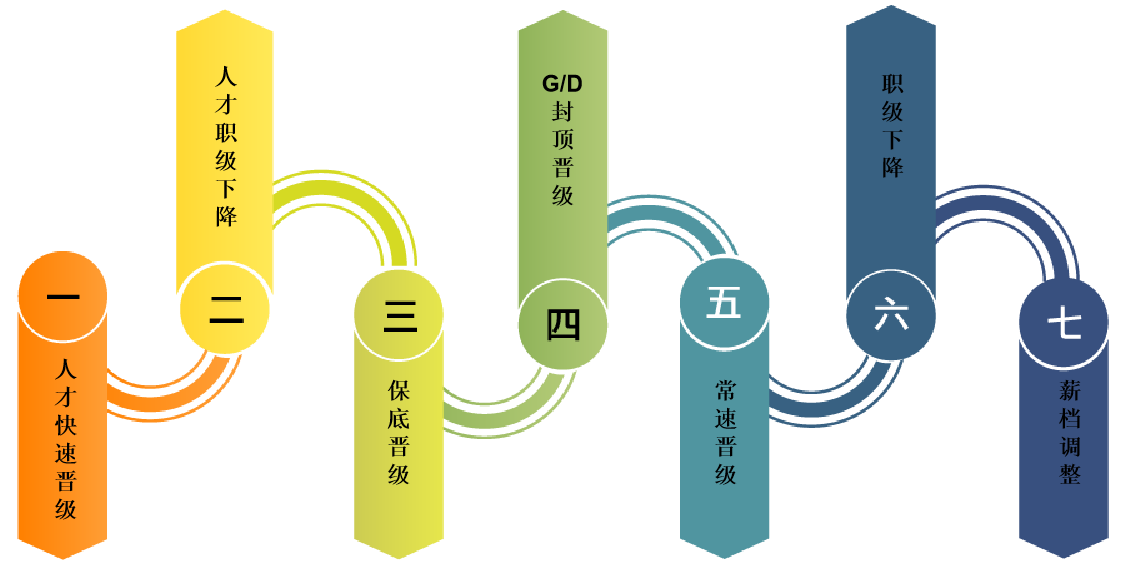 一
人才快速晋级
二
人才职级下降
三
保底晋级
四
G/D
封顶晋级
五
常速晋级
六
职级下降
七
薪档调整